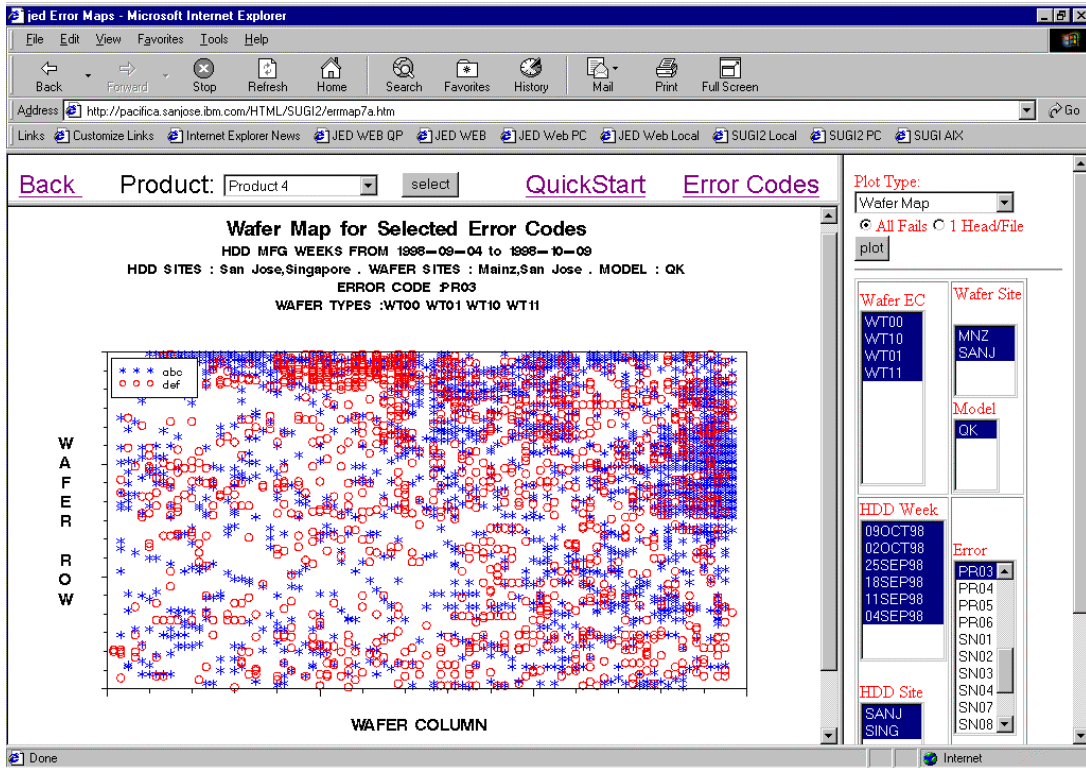 jed Error Maps - Microsoft Internet Explorer
File Edit View Favorites Tools Help
Back Forward Stop Refresh Home Search Favorites History Mail Print Full Screen
Address http://pacifica.sanjose.ibm.com/HTML/SUGI2/errmap7a.htm Go
Links Customize Links Internet Explorer News JED WEB QP JED WEB JED Web PC JED Web Local SUGI2 Local SUGI2 PC SUGI AIX
Back Product: Product 4 select QuickStart Error Codes
Wafer Map for Selected Error Codes
HDD MFG WEEKS FROM 1998-09-04 to 1998-10-09
HDD SITES : San Jose,Singapore . WAFER SITES : Mainz,San Jose . MODEL : QK
ERROR CODE :PR03
WAFER TYPES :WT00 WT01 WT10 WT11
abc
def
WAFER ROW
WAFER COLUMN
Plot Type:
Wafer Map
All Fails 1 Head/File
plot
Wafer EC
WT00
WT10
WT01
WT11
Wafer Site
MNZ
SANJ
Model
QK
HDD Week
09OCT98
02OCT98
25SEP98
18SEP98
11SEP98
04SEP98
Error
PR03
PR04
PR05
PR06
SN01
SN02
SN03
SN04
SN07
SN08
HDD Site
SANJ
SING
Done
Internet